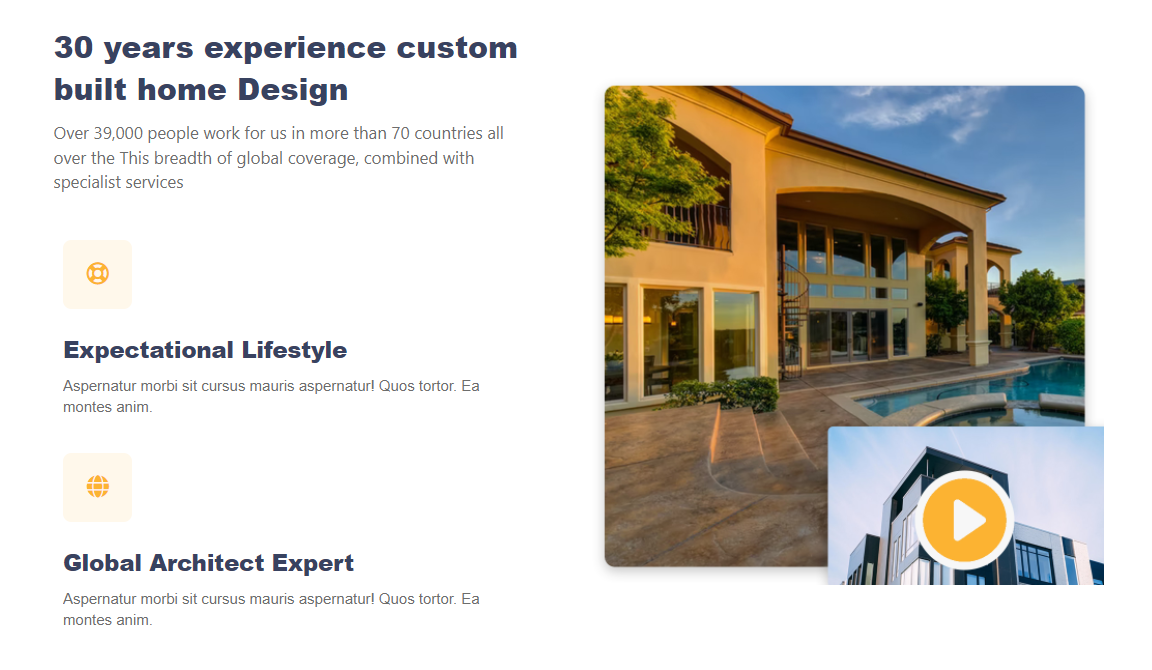 30 years experience custom
built home Design
Over 39,000 people work for us in more than 70 countries all
over the This breadth of global coverage, combined with
specialist services
Expectational Lifestyle
Aspernatur morbi sit cursus mauris aspernatur! Quos tortor. Ea
montes anim.
Global Architect Expert
Aspernatur morbi sit cursus mauris aspernatur! Quos tortor. Ea
montes anim.